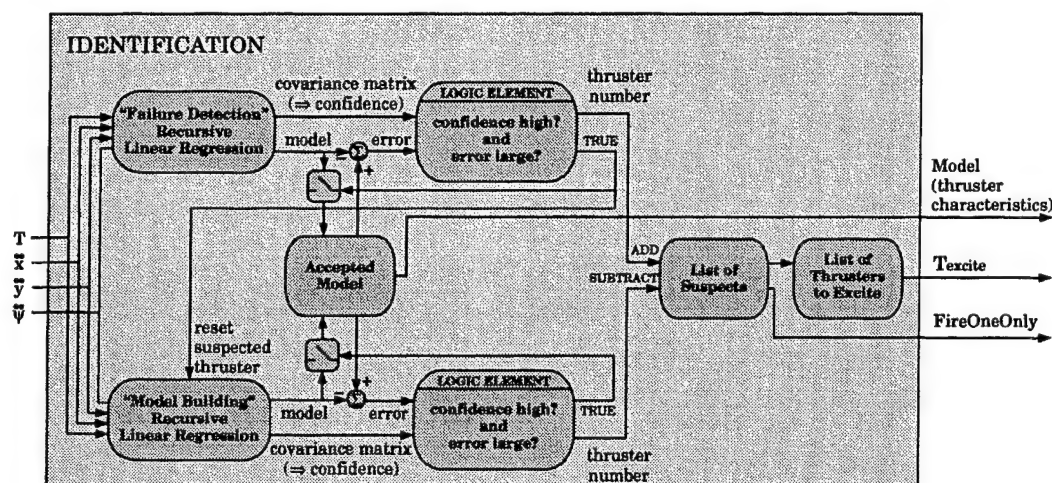 IDENTIFICATION
"Failure Detection"
Recursive
Linear Regression
covariance matrix
(⇒ confidence)
model
error
Σ
−
+
LOGIC ELEMENT
confidence high?
and
error large?
thruster
number
TRUE
Model
(thruster
characteristics)
T
ẍ
ÿ
ψ̈
Accepted
Model
ADD
SUBTRACT
List of
Suspects
List of
Thrusters
to Excite
Texcite
FireOneOnly
reset
suspected
thruster
"Model Building"
Recursive
Linear Regression
model
error
Σ
−
+
covariance matrix
(⇒ confidence)
LOGIC ELEMENT
confidence high?
and
error large?
TRUE
thruster
number